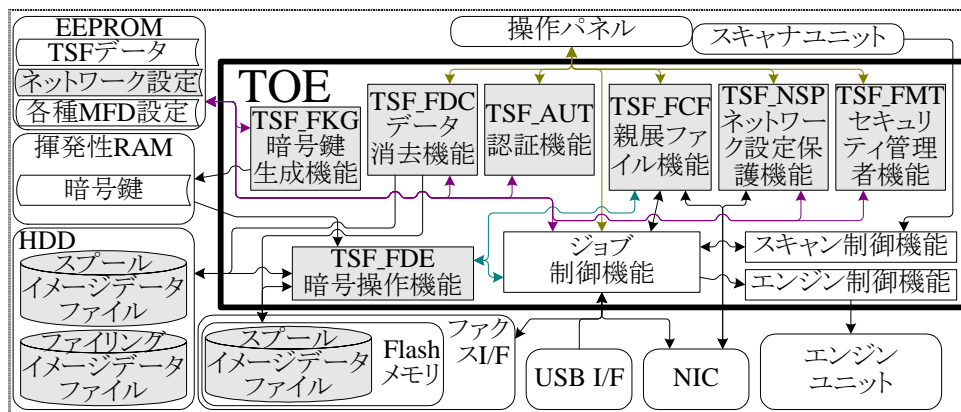 EEPROM
TSFデータ
ネットワーク設定
各種MFD設定
揮発性RAM
暗号鍵
HDD
スプール
イメージデータ
ファイル
ファイリング
イメージデータ
ファイル
操作パネル
スキャナユニット
TOE
TSF_FKG
暗号鍵
生成機能
TSF_FDC
データ
消去機能
TSF_AUT
認証機能
TSF_FCF
親展ファ
イル機能
TSF_NSP
ネットワー
ク設定保
護機能
TSF_FMT
セキュリ
ティ管理
者機能
TSF_FDE
暗号操作機能
ジョブ
制御機能
スキャン制御機能
エンジン制御機能
スプール
イメージデータ
ファイル
Flash
メモリ
ファク
スI/F
USB I/F
NIC
エンジン
ユニット